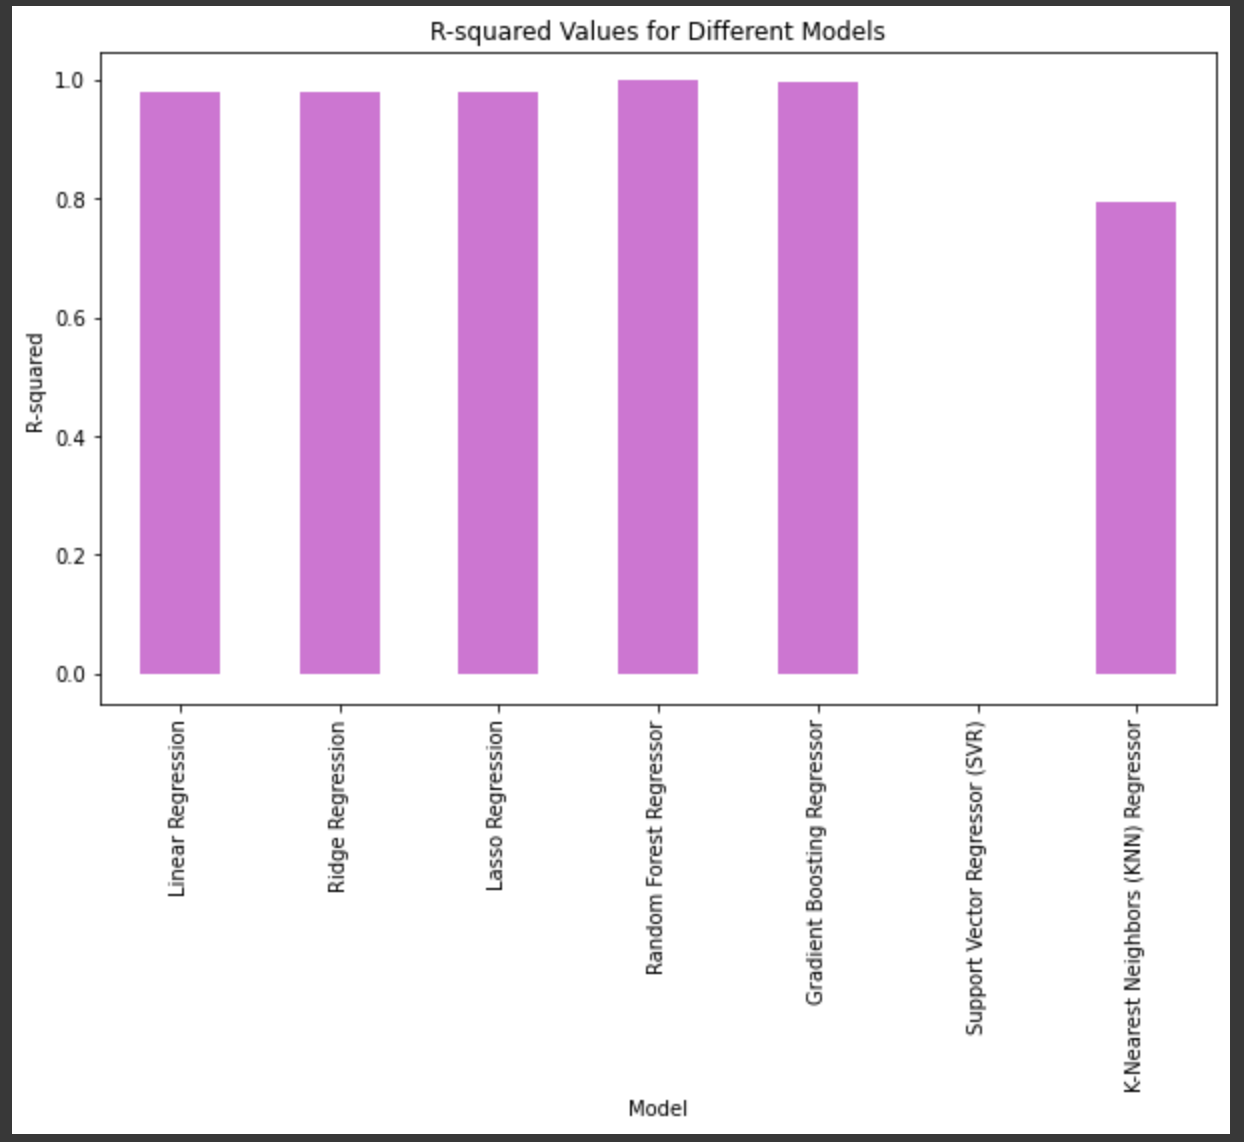 R-squared Values for Different Models
R-squared
1.0
0.8
0.6
0.4
0.2
0.0
Linear Regression
Ridge Regression
Lasso Regression
Random Forest Regressor
Gradient Boosting Regressor
Support Vector Regressor (SVR)
K-Nearest Neighbors (KNN) Regressor
Model